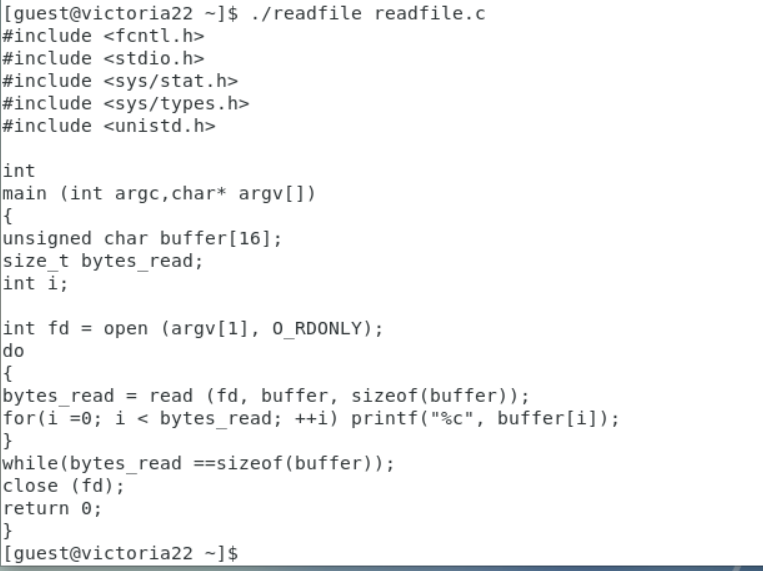 [guest@victoria22 ~]$ ./readfile readfile.c
#include <fcntl.h>
#include <stdio.h>
#include <sys/stat.h>
#include <sys/types.h>
#include <unistd.h>

int
main (int argc,char* argv[])
{
unsigned char buffer[16];
size_t bytes_read;
int i;

int fd = open (argv[1], O_RDONLY);
do
{
bytes_read = read (fd, buffer, sizeof(buffer));
for(i =0; i < bytes_read; ++i) printf("%c", buffer[i]);
}
while(bytes_read ==sizeof(buffer));
close (fd);
return 0;
}
[guest@victoria22 ~]$